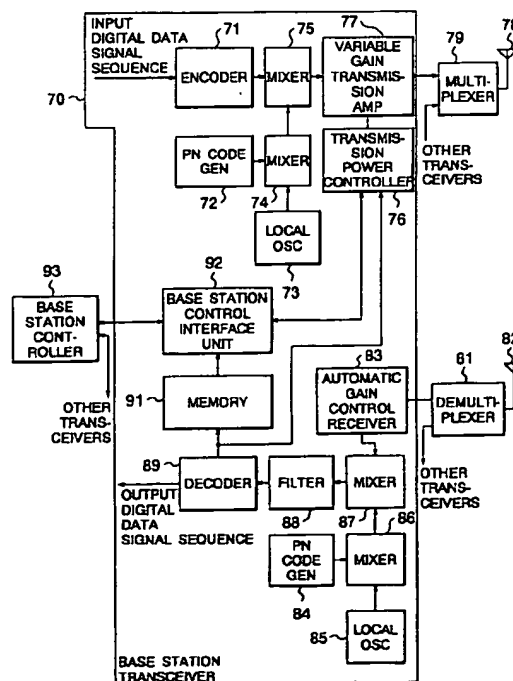 INPUT
DIGITAL DATA
SIGNAL
SEQUENCE
70
71
ENCODER
75
MIXER
77
VARIABLE
GAIN
TRANSMIS-
SION
AMP
79
MULTI-
PLEXER
78
OTHER
TRANS-
CEIVERS
PN CODE
GEN
72
MIXER
74
TRANSMIS-
SION POWER
CONTROLLER
76
LOCAL
OSC
73
93
BASE
STATION
CONT-
ROLLER
92
BASE STATION
CONTROL
INTERFACE
UNIT
OTHER
TRANS-
CEIVERS
91
MEMORY
83
AUTOMATIC
GAIN
CONTROL
RECEIVER
81
DEMULTI-
PLEXER
82
OTHER
TRANS-
CEIVERS
89
DECODER
FILTER
88
MIXER
87
86
OUTPUT
DIGITAL
DATA
SIGNAL SEQUENCE
PN
CODE
GEN
84
MIXER
85
LOCAL
OSC
BASE STATION
TRANSCEIVER